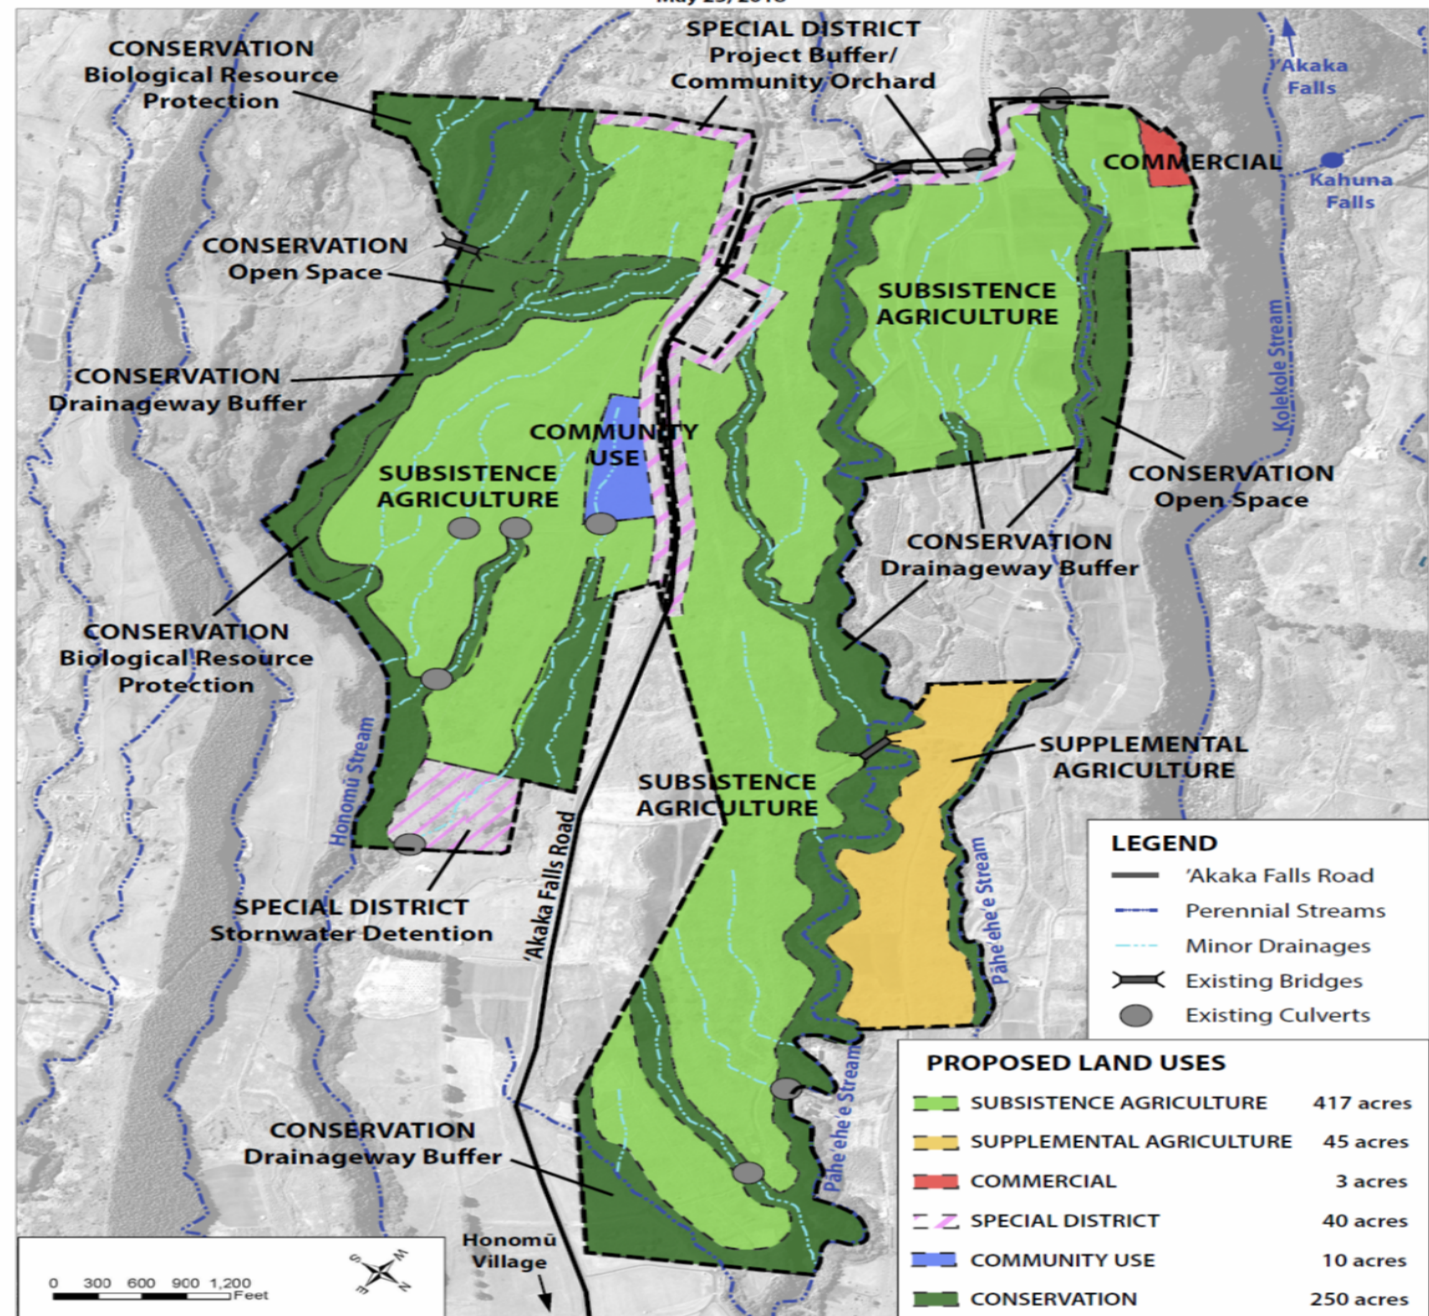 SPECIAL DISTRICT
Project Buffer/
Community Orchard
CONSERVATION
Biological Resource
Protection
'Akaka
Falls
COMMERCIAL
Kahuna
Falls
CONSERVATION
Open Space
SUBSISTENCE
AGRICULTURE
Kolekole Stream
CONSERVATION
Drainageway Buffer
COMMUNITY
USE
SUBSISTENCE
AGRICULTURE
CONSERVATION
Open Space
CONSERVATION
Drainageway Buffer
CONSERVATION
Biological Resource
Protection
Honomū Stream
SUPPLEMENTAL
AGRICULTURE
SUBSISTENCE
AGRICULTURE
'Akaka Falls Road
Pāhe'ehe'e Stream
SPECIAL DISTRICT
Stornwater Detention
LEGEND
'Akaka Falls Road
Perennial Streams
Minor Drainages
Existing Bridges
Existing Culverts
Pāhe'ehe'e Stream
CONSERVATION
Drainageway Buffer
Honomū
Village
PROPOSED LAND USES
SUBSISTENCE AGRICULTURE 417 acres
SUPPLEMENTAL AGRICULTURE 45 acres
COMMERCIAL 3 acres
SPECIAL DISTRICT 40 acres
COMMUNITY USE 10 acres
CONSERVATION 250 acres
0 300 600 900 1,200
Feet
S W
E N